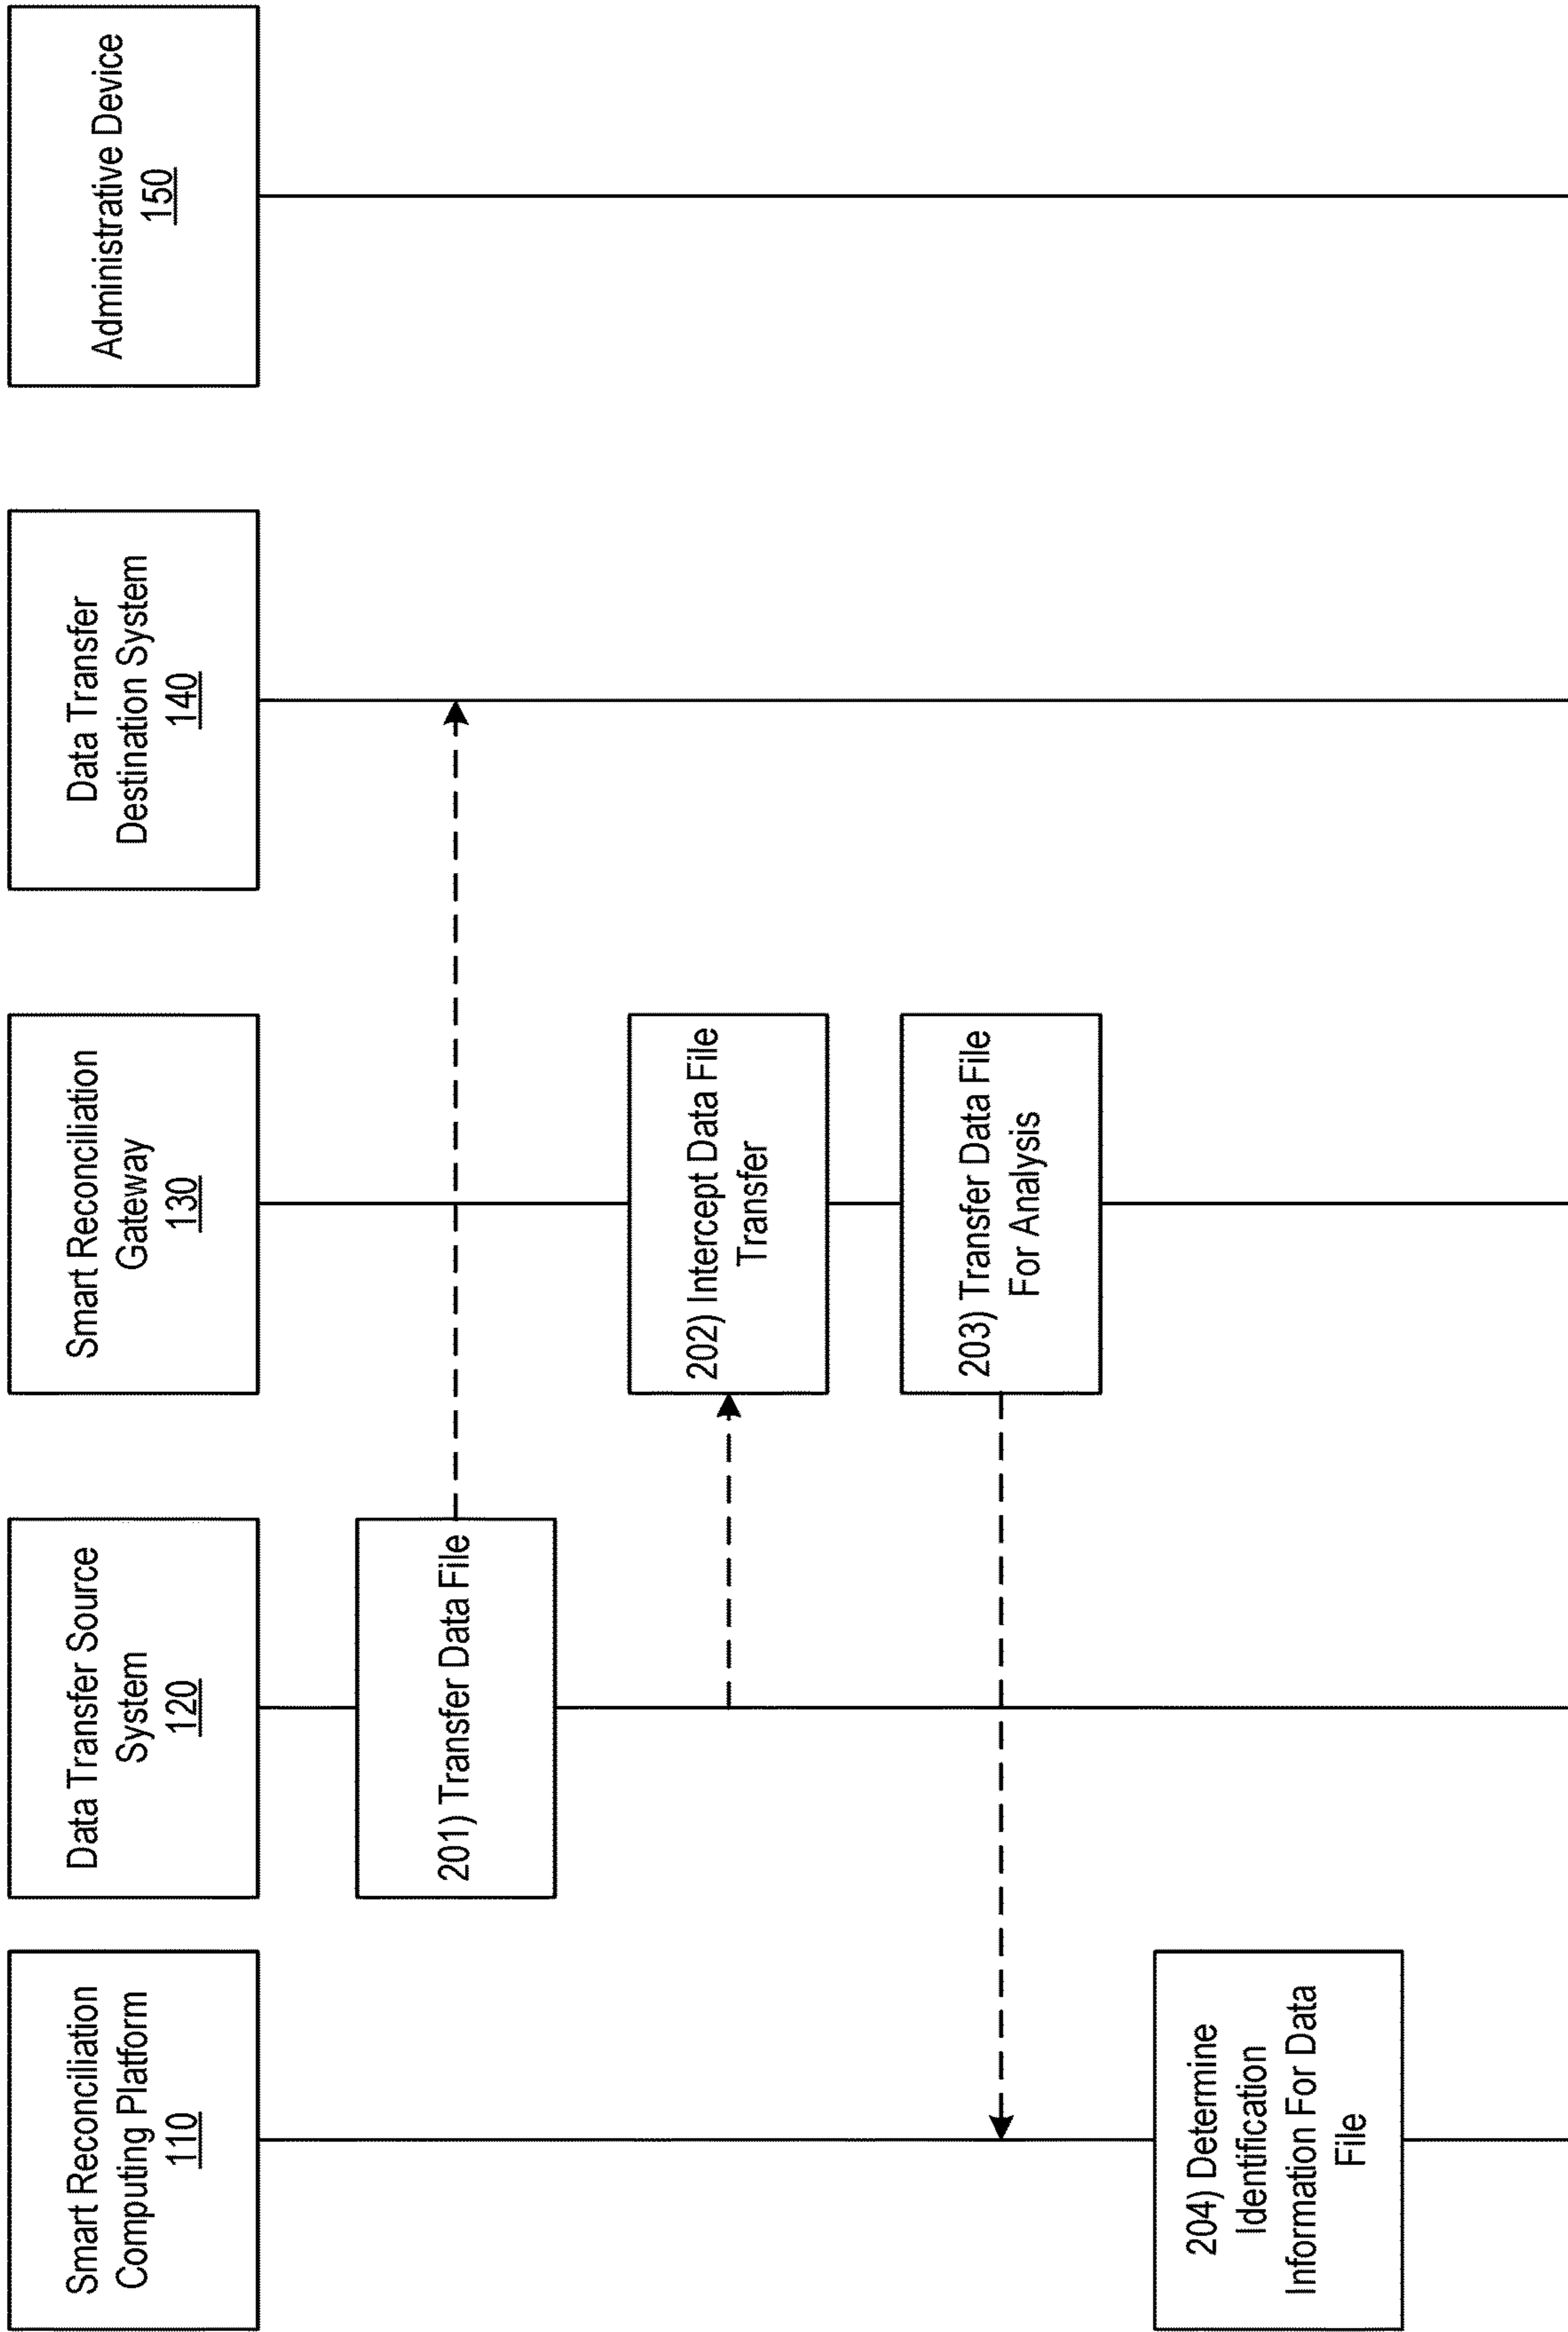 Smart Reconciliation
Computing Platform
110
Data Transfer Source
System
120
Smart Reconciliation
Gateway
130
Data Transfer
Destination System
140
Administrative Device
150
201) Transfer Data File
202) Intercept Data File
Transfer
203) Transfer Data File
For Analysis
204) Determine
Identification
Information For Data
File